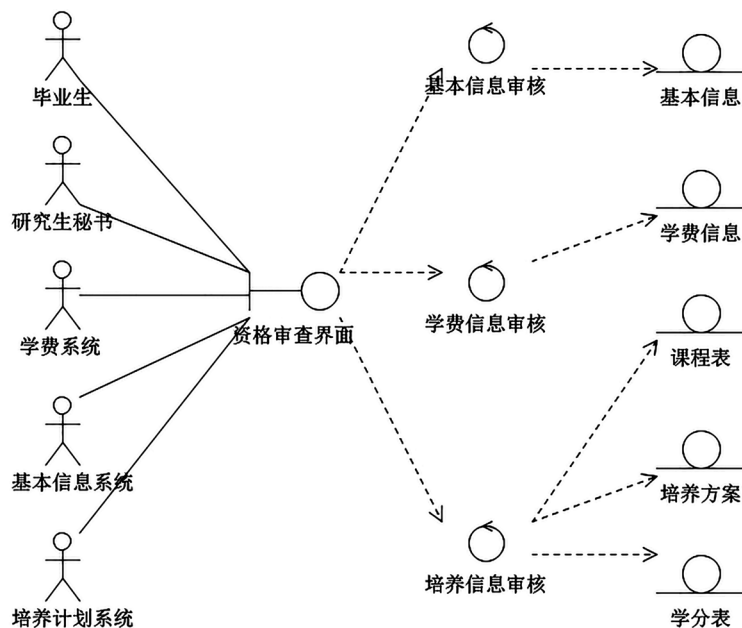 毕业生
研究生秘书
学费系统
基本信息系统
培养计划系统
资格审查界面
基本信息审核
学费信息审核
培养信息审核
基本信息
学费信息
课程表
培养方案
学分表